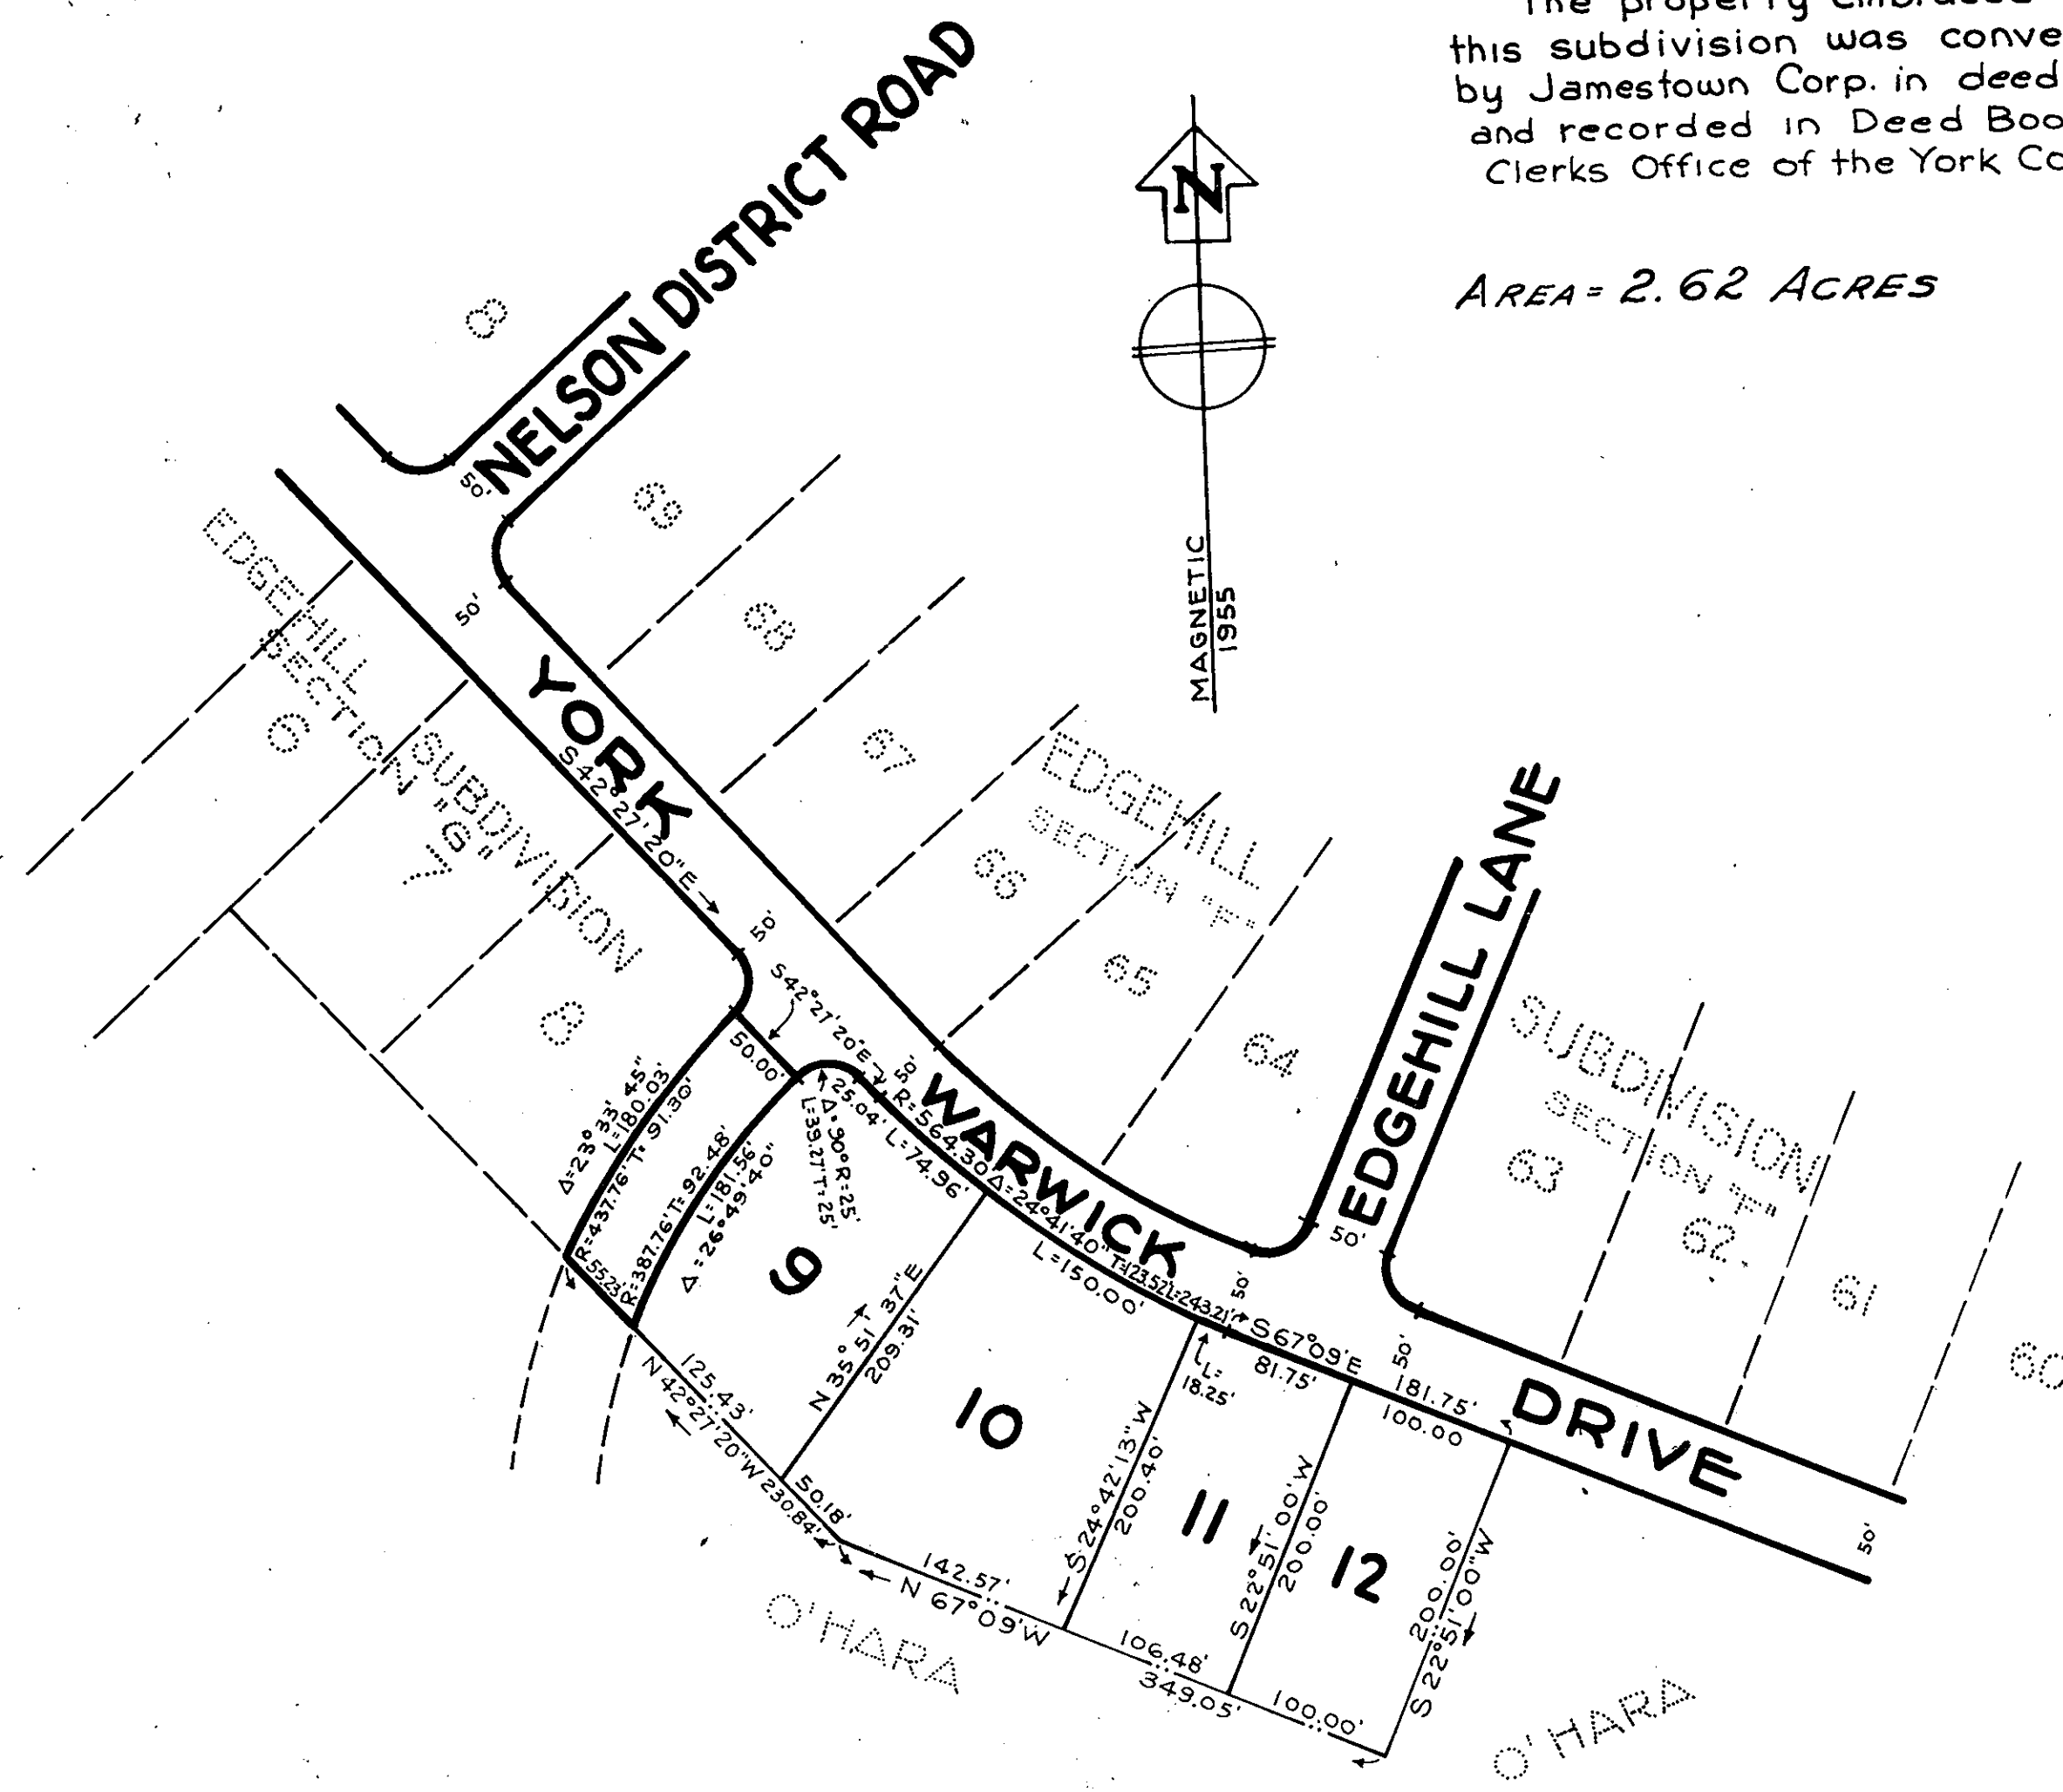 this subdivision was conve
by Jamestown Corp. in deed
and recorded in Deed Boo
Clerks Office of the York Co
AREA = 2.62 ACRES
N
MAGNETIC
1955
NELSON DISTRICT ROAD
8
50'
69
50'
68
EDGEHILL
SECTION "G"
SUBDIVISION
6
7
8
YORK
S 42°27'20" E
67
EDGEHILL
SECTION "F"
66
65
64
50'
S 42°27'20" E
50'
50.00'
WARWICK
R=564.30' Δ=24°41'40" T=123.52' L=243.21'
25.04'
L=74.96'
L=150.00'
Δ=90° R=25'
L=39.27' T=25'
Δ=23°33'45"
L=180.03'
R=437.76' T=91.30'
R=387.76' T=92.48'
L=181.56'
Δ=26°49'40"
55.23'
9
N 35°51'37" E
209.31'
125.43'
N 42°27'20" W 230.84'
50.18'
10
EDGEHILL LANE
50'
50'
SUBDIVISION
SECTION "F"
63
62
61
60
S 67°09' E
81.75'
L=
18.25'
50'
181.75'
100.00
DRIVE
50'
S 24°42'13" W
200.40'
11
S 22°51'00" W
200.00'
12
200.00'
S 22°51'00" W
142.57'
N 67°09' W
106.48'
349.05'
100.00'
O'HARA
O'HARA